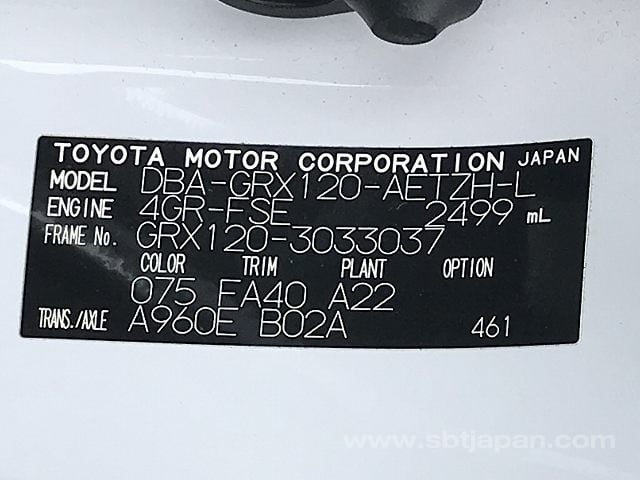 TOYOTA MOTOR CORPORATION JAPAN
MODEL DBA-GRX120-AETZH-L
ENGINE 4GR-FSE 2499 mL
FRAME No. GRX120-3033037
COLOR TRIM PLANT OPTION
075 FA40 A22
TRANS./AXLE A960E B02A 461
www.sbtjapan.com